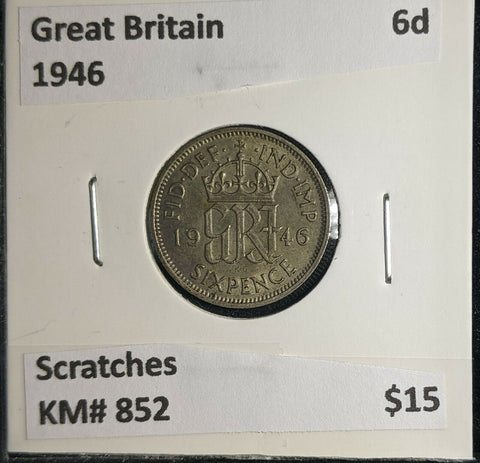 Great Britain 6d
1946
FID·DEF· ·IND·IMP
19 GRI 46
SIXPENCE
Scratches
KM# 852 $15